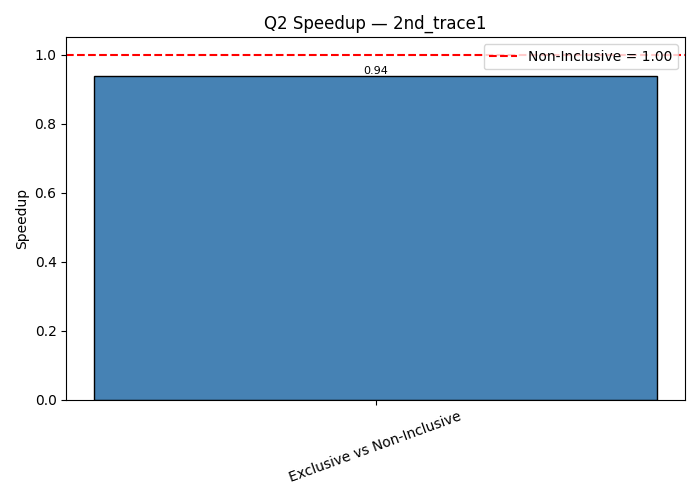 Q2 Speedup — 2nd_trace1
Non-Inclusive = 1.00
0.94
Speedup
1.0
0.8
0.6
0.4
0.2
0.0
Exclusive vs Non-Inclusive